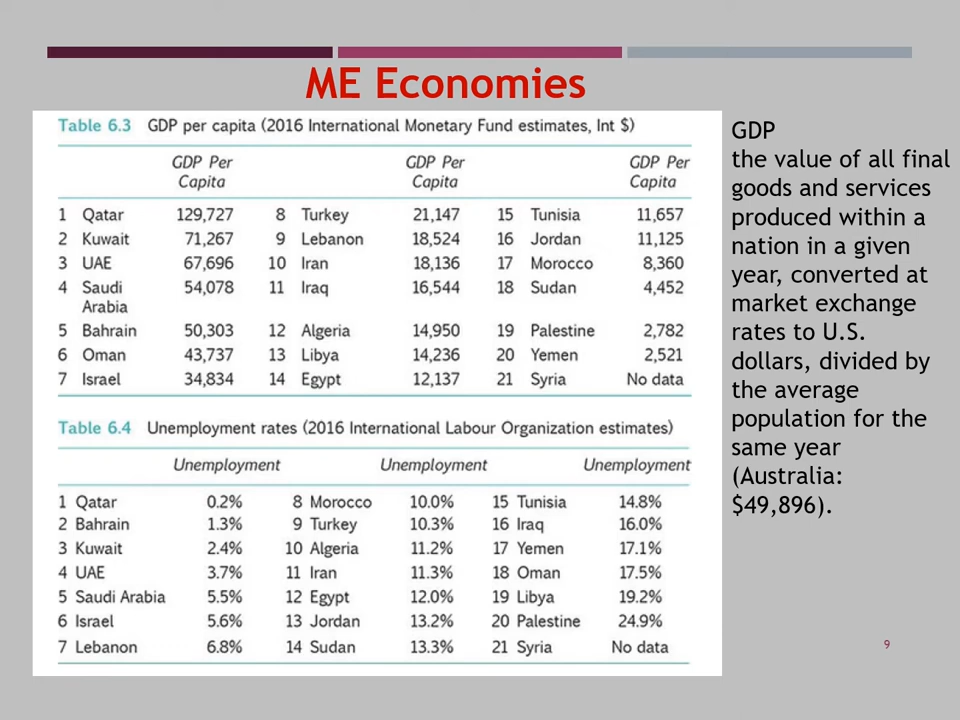 ME Economies
Table 6.3 GDP per capita (2016 International Monetary Fund estimates, Int $)
GDP Per Capita GDP Per Capita GDP Per Capita
1 Qatar 129,727 8 Turkey 21,147 15 Tunisia 11,657
2 Kuwait 71,267 9 Lebanon 18,524 16 Jordan 11,125
3 UAE 67,696 10 Iran 18,136 17 Morocco 8,360
4 Saudi Arabia 54,078 11 Iraq 16,544 18 Sudan 4,452
5 Bahrain 50,303 12 Algeria 14,950 19 Palestine 2,782
6 Oman 43,737 13 Libya 14,236 20 Yemen 2,521
7 Israel 34,834 14 Egypt 12,137 21 Syria No data
Table 6.4 Unemployment rates (2016 International Labour Organization estimates)
Unemployment Unemployment Unemployment
1 Qatar 0.2% 8 Morocco 10.0% 15 Tunisia 14.8%
2 Bahrain 1.3% 9 Turkey 10.3% 16 Iraq 16.0%
3 Kuwait 2.4% 10 Algeria 11.2% 17 Yemen 17.1%
4 UAE 3.7% 11 Iran 11.3% 18 Oman 17.5%
5 Saudi Arabia 5.5% 12 Egypt 12.0% 19 Libya 19.2%
6 Israel 5.6% 13 Jordan 13.2% 20 Palestine 24.9%
7 Lebanon 6.8% 14 Sudan 13.3% 21 Syria No data
GDP
the value of all final
goods and services
produced within a
nation in a given
year, converted at
market exchange
rates to U.S.
dollars, divided by
the average
population for the
same year
(Australia:
$49,896).
9